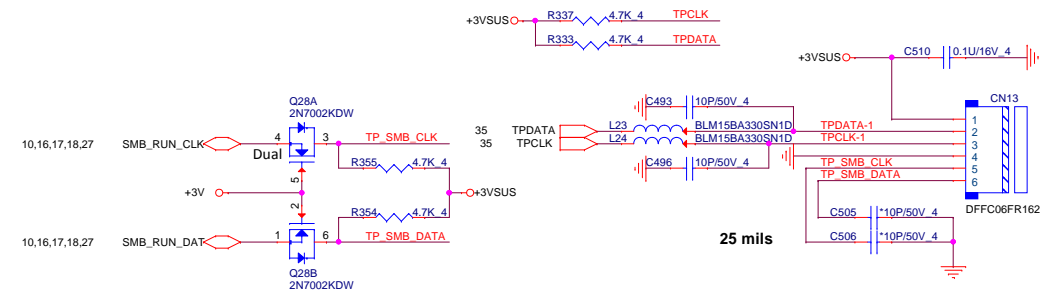 +3VSUS R337 4.7K_4 TPCLK
R333 4.7K_4 TPDATA
+3VSUS C510 0.1U/16V_4
Q28A
2N7002KDW
C493 10P/50V_4
CN13
10,16,17,18,27 SMB_RUN_CLK 4 3 TP_SMB_CLK
Dual
35 TPDATA L23 BLM15BA330SN1D TPDATA-1
35 TPCLK L24 BLM15BA330SN1D TPCLK-1
1
2
3
4
5
6
R355 4.7K_4
C496 10P/50V_4
TP_SMB_CLK
TP_SMB_DATA
5
+3V
2
+3VSUS
R354 4.7K_4
DFFC06FR162
C505 *10P/50V_4
10,16,17,18,27 SMB_RUN_DAT 1 6 TP_SMB_DATA
25 mils
C506 *10P/50V_4
Q28B
2N7002KDW